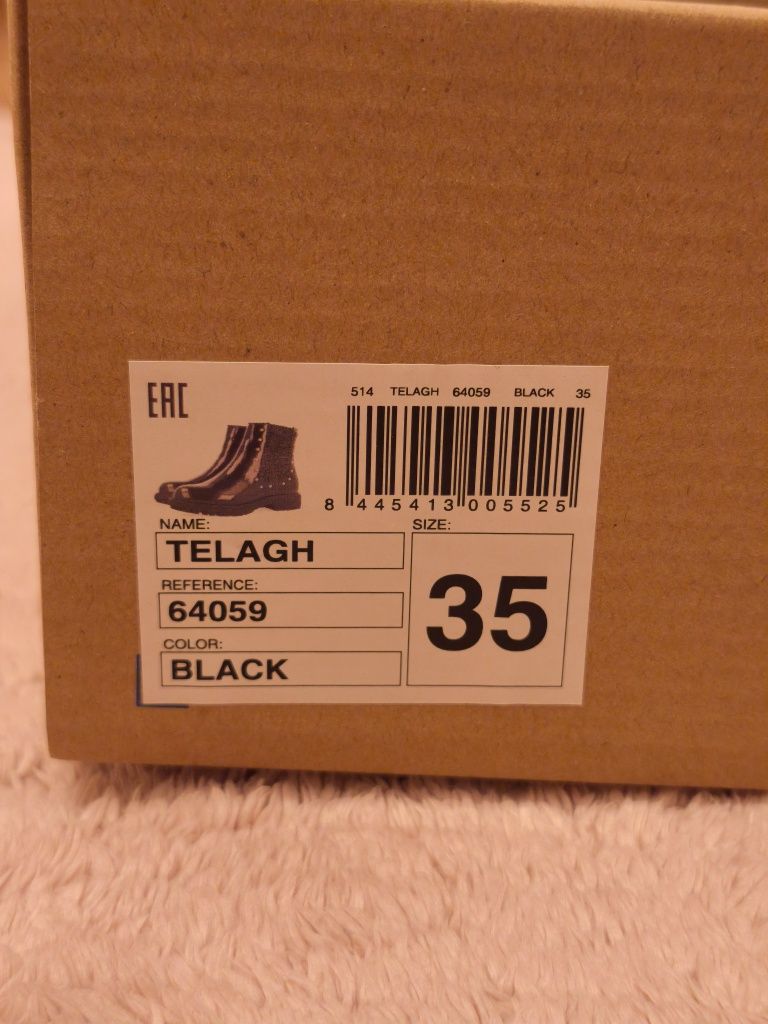 EAC
514 TELAGH 64059 BLACK 35
8 445413 005525
NAME:
TELAGH
SIZE:
35
REFERENCE:
64059
COLOR:
BLACK